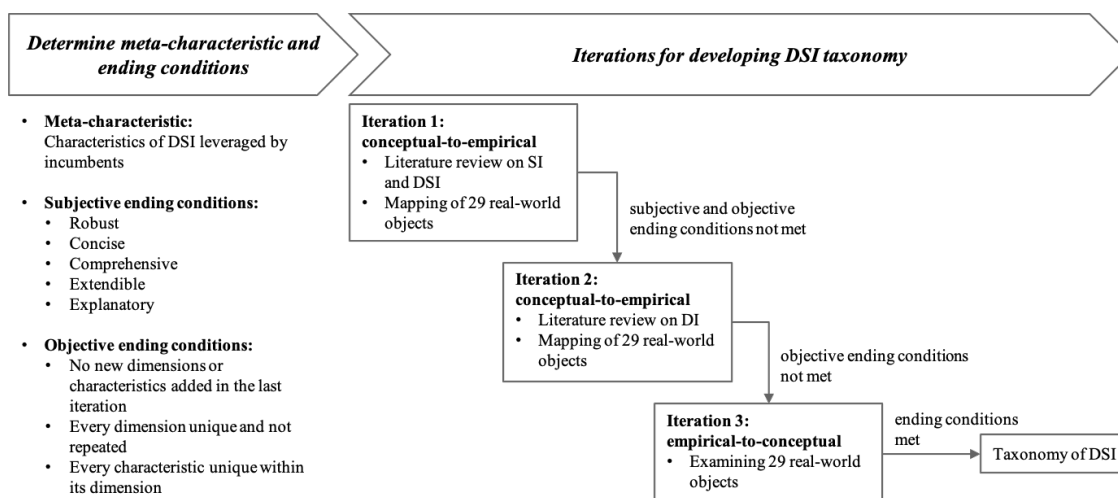 Determine meta-characteristic and
ending conditions
Iterations for developing DSI taxonomy
• Meta-characteristic:
Characteristics of DSI leveraged by
incumbents
• Subjective ending conditions:
• Robust
• Concise
• Comprehensive
• Extendible
• Explanatory
• Objective ending conditions:
• No new dimensions or
characteristics added in the last
iteration
• Every dimension unique and not
repeated
• Every characteristic unique within
its dimension
Iteration 1:
conceptual-to-empirical
• Literature review on SI
and DSI
• Mapping of 29 real-world
objects
subjective and objective
ending conditions not met
Iteration 2:
conceptual-to-empirical
• Literature review on DI
• Mapping of 29 real-world
objects
objective ending conditions
not met
Iteration 3:
empirical-to-conceptual
• Examining 29 real-world
objects
ending conditions
met
Taxonomy of DSI